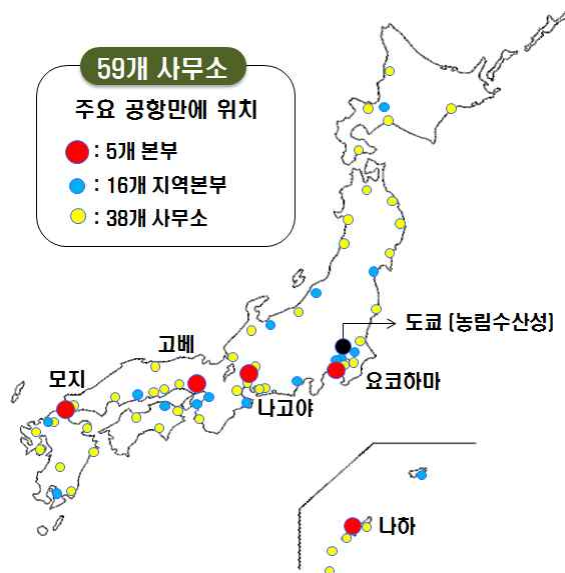 59개 사무소
주요 공항만에 위치
: 5개 본부
: 16개 지역본부
: 38개 사무소
도쿄 (농림수산성)
고베
모지
요코하마
나고야
나하